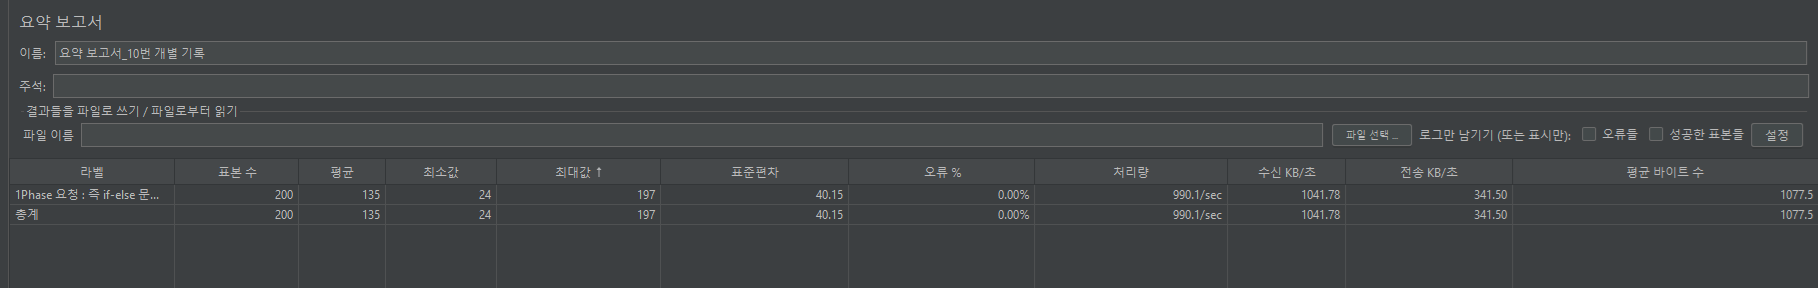 요약 보고서
이름: 요약 보고서_10번 개별 기록
주석:
결과들을 파일로 쓰기 / 파일로부터 읽기
파일 이름 파일 선택 ... 로그만 남기기 (또는 표시만): 오류들 성공한 표본들 설정
라벨 표본 수 평균 최소값 최대값 ↑ 표준편차 오류 % 처리량 수신 KB/초 전송 KB/초 평균 바이트 수
1Phase 요청 : 즉 if-else 문... 200 135 24 197 40.15 0.00% 990.1/sec 1041.78 341.50 1077.5
총계 200 135 24 197 40.15 0.00% 990.1/sec 1041.78 341.50 1077.5